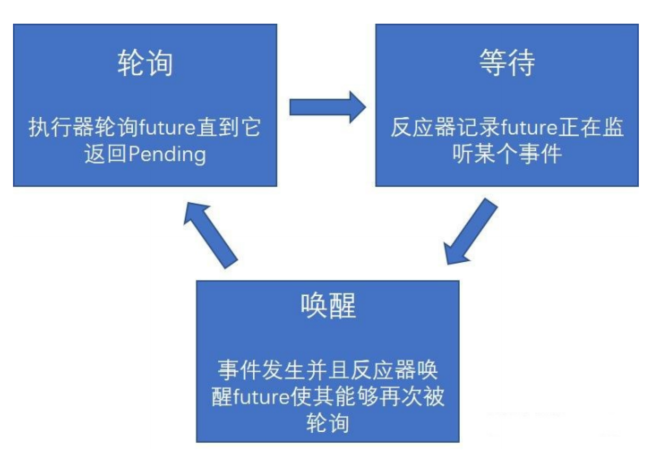 轮询
执行器轮询future直到它
返回Pending
等待
反应器记录future正在监
听某个事件
唤醒
事件发生并且反应器唤
醒future使其能够再次被
轮询